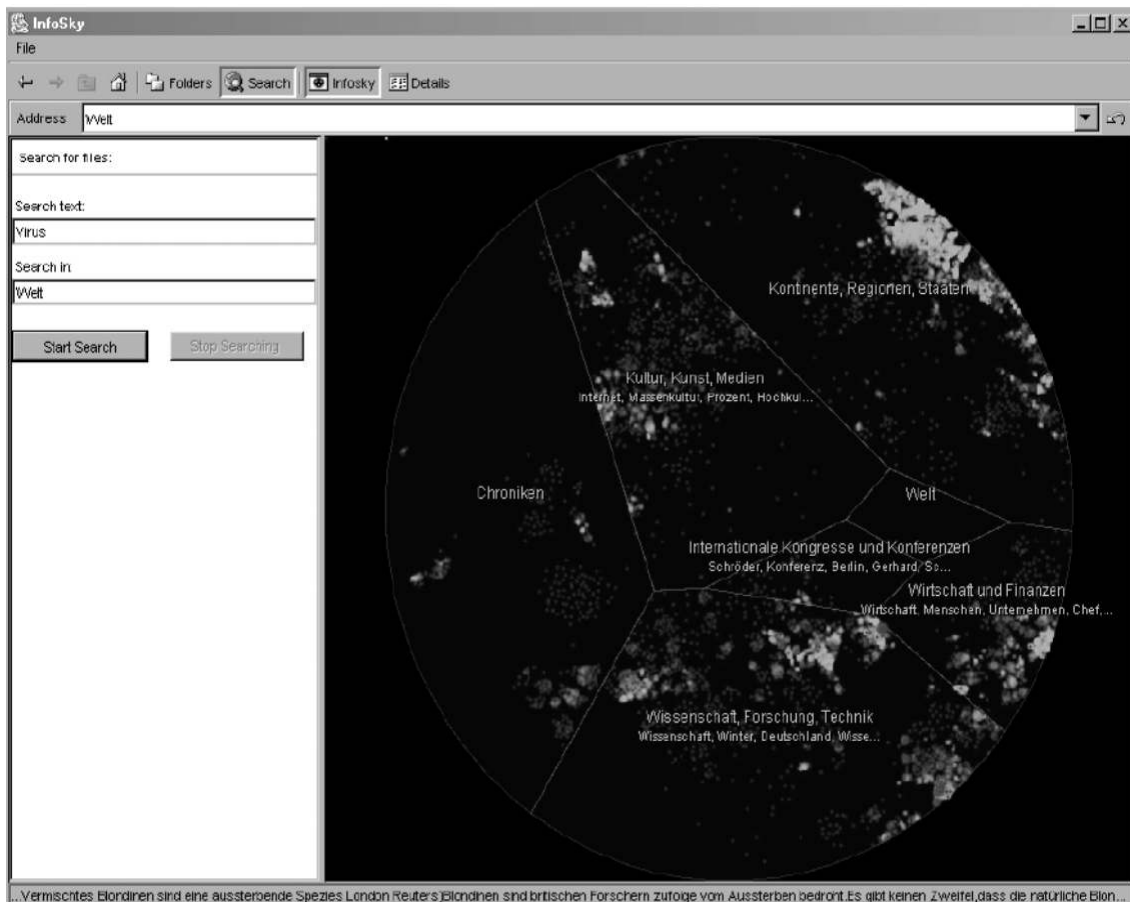 InfoSky
File
Folders Search Infosky Details
Address Welt
Search for files:
Search text:
Virus
Search in:
Welt
Start Search Stop Searching
Kontinente, Regionen, Staaten
Kultur, Kunst, Medien
Internet, Massenkultur, Prozent, Hochkul...
Chroniken
Welt
Internationale Kongresse und Konferenzen
Schröder, Konferenz, Berlin, Gerhard, Sc...
Wirtschaft und Finanzen
Wirtschaft, Menschen, Unternehmen, Chef,...
Wissenschaft, Forschung, Technik
Wissenschaft, Winter, Deutschland, Wisse...
...Vermischtes Blondinen sind eine aussterbende Spezies London Reuters)Blondinen sind britischen Forschern zufolge vom Aussterben bedroht.Es gibt keinen Zweifel,dass die natürliche Blon...